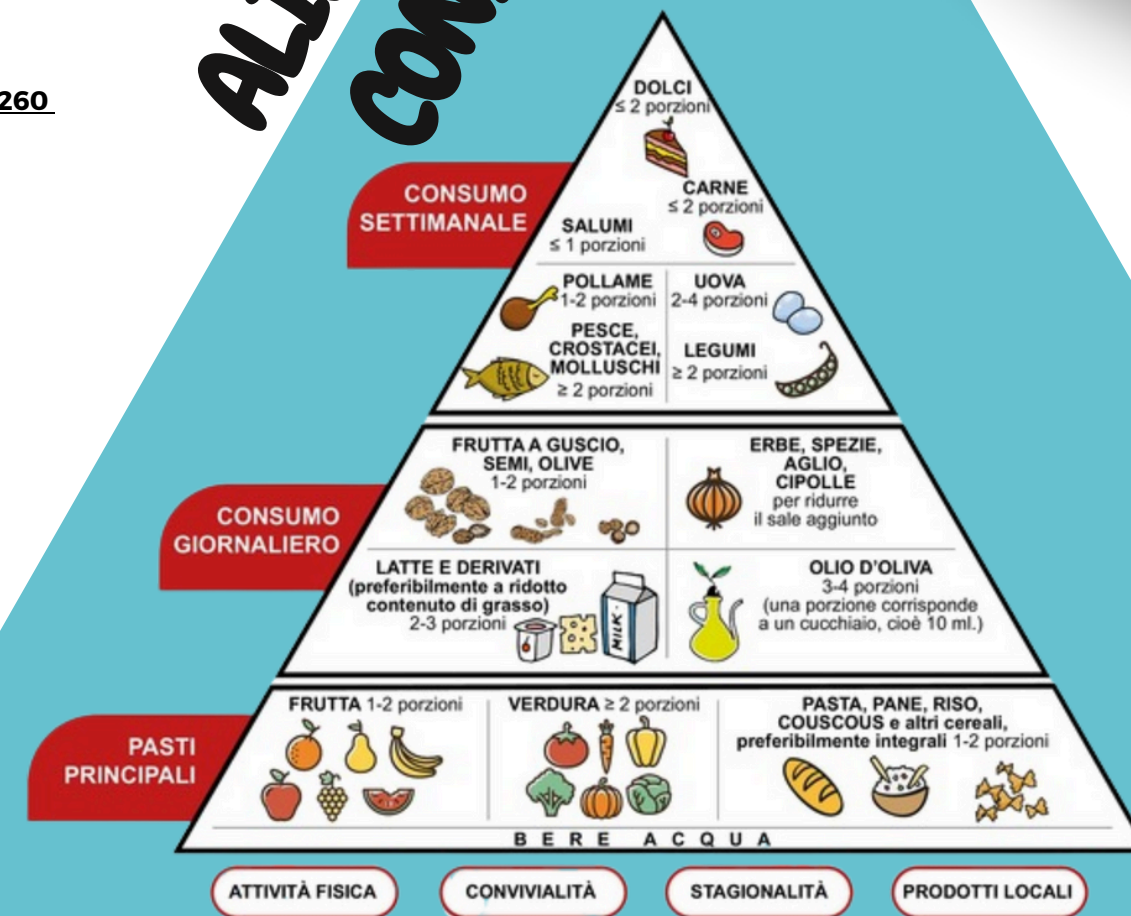 260
DOLCI
≤ 2 porzioni
CARNE
≤ 2 porzioni
SALUMI
≤ 1 porzioni
CONSUMO
SETTIMANALE
POLLAME
1-2 porzioni
UOVA
2-4 porzioni
PESCE,
CROSTACEI,
MOLLUSCHI
≥ 2 porzioni
LEGUMI
≥ 2 porzioni
CONSUMO
GIORNALIERO
FRUTTA A GUSCIO,
SEMI, OLIVE
1-2 porzioni
ERBE, SPEZIE,
AGLIO,
CIPOLLE
per ridurre
il sale aggiunto
LATTE E DERIVATI
(preferibilmente a ridotto
contenuto di grasso)
2-3 porzioni
MILK
OLIO D'OLIVA
3-4 porzioni
(una porzione corrisponde
a un cucchiaio, cioè 10 ml.)
PASTI
PRINCIPALI
FRUTTA 1-2 porzioni
VERDURA ≥ 2 porzioni
PASTA, PANE, RISO,
COUSCOUS e altri cereali,
preferibilmente integrali 1-2 porzioni
BERE ACQUA
ATTIVITÀ FISICA
CONVIVIALITÀ
STAGIONALITÀ
PRODOTTI LOCALI